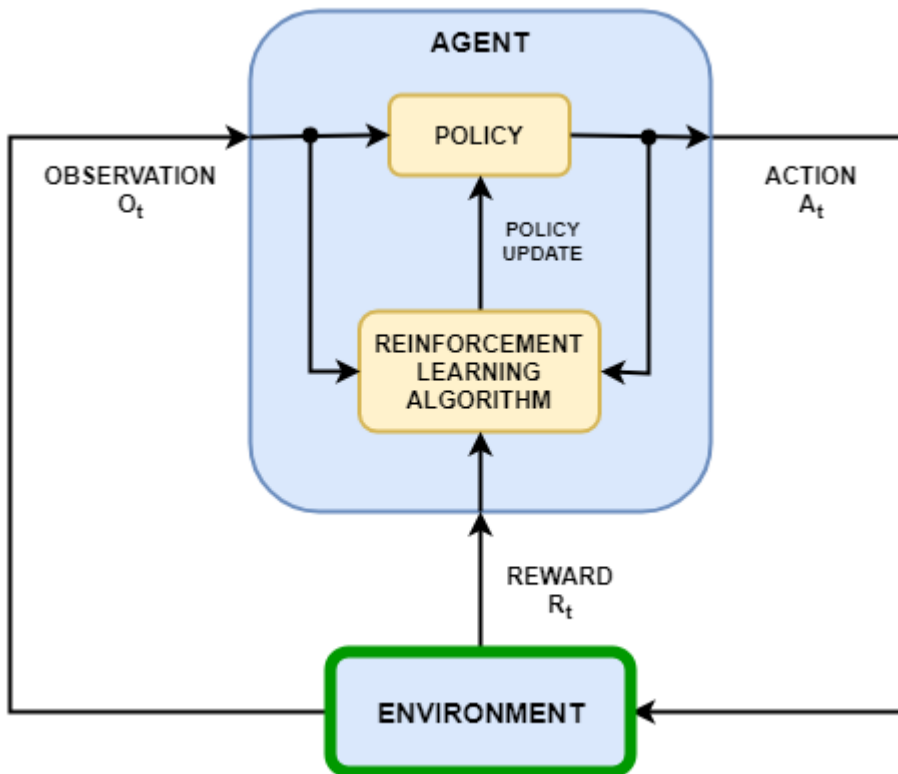 AGENT
POLICY
OBSERVATION
Oₜ
ACTION
Aₜ
POLICY
UPDATE
REINFORCEMENT
LEARNING
ALGORITHM
REWARD
Rₜ
ENVIRONMENT